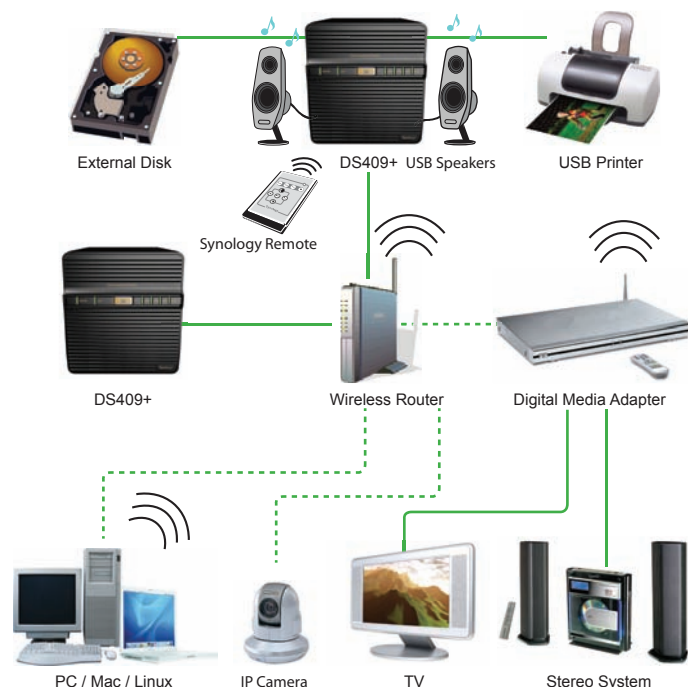 External Disk
DS409+
USB Speakers
USB Printer
Synology Remote
DS409+
Wireless Router
Digital Media Adapter
PC / Mac / Linux
IP Camera
TV
Stereo System